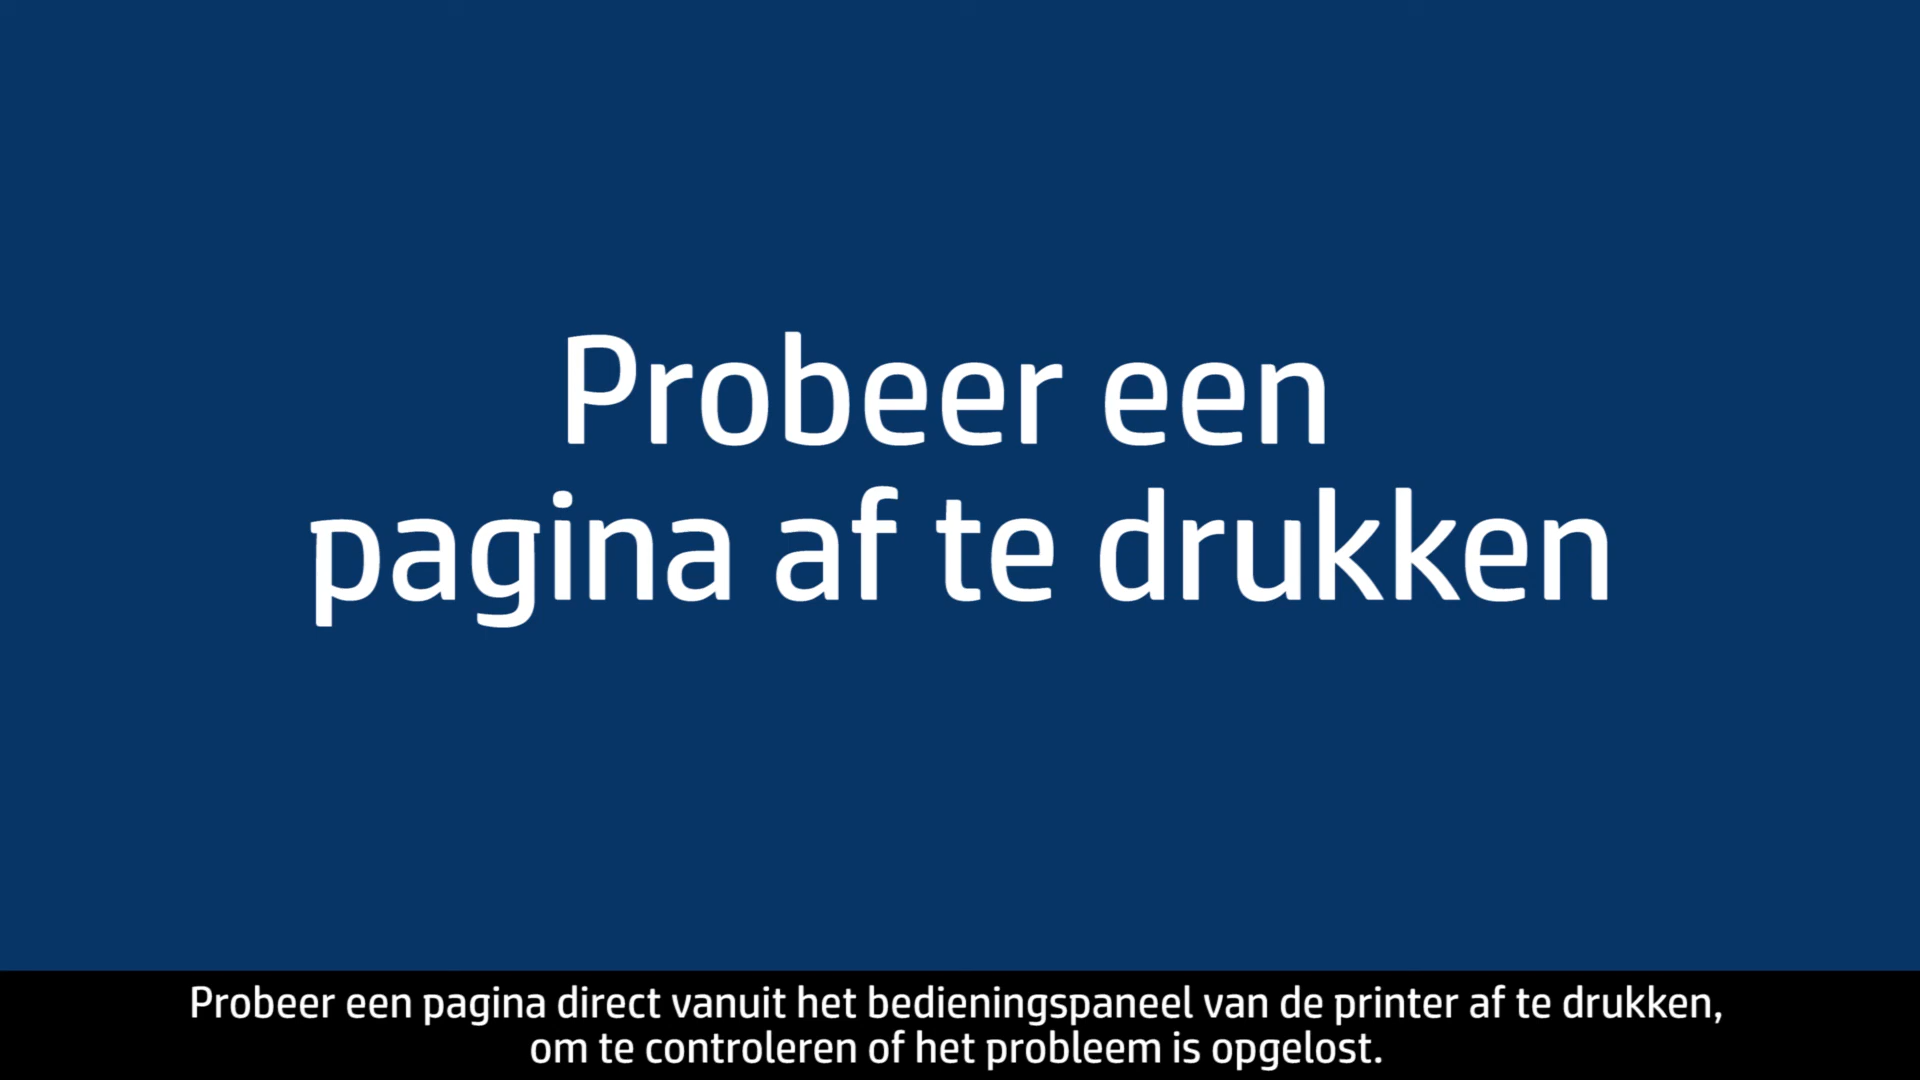 Probeer een
pagina af te drukken
Probeer een pagina direct vanuit het bedieningspaneel van de printer af te drukken,
om te controleren of het probleem is opgelost.